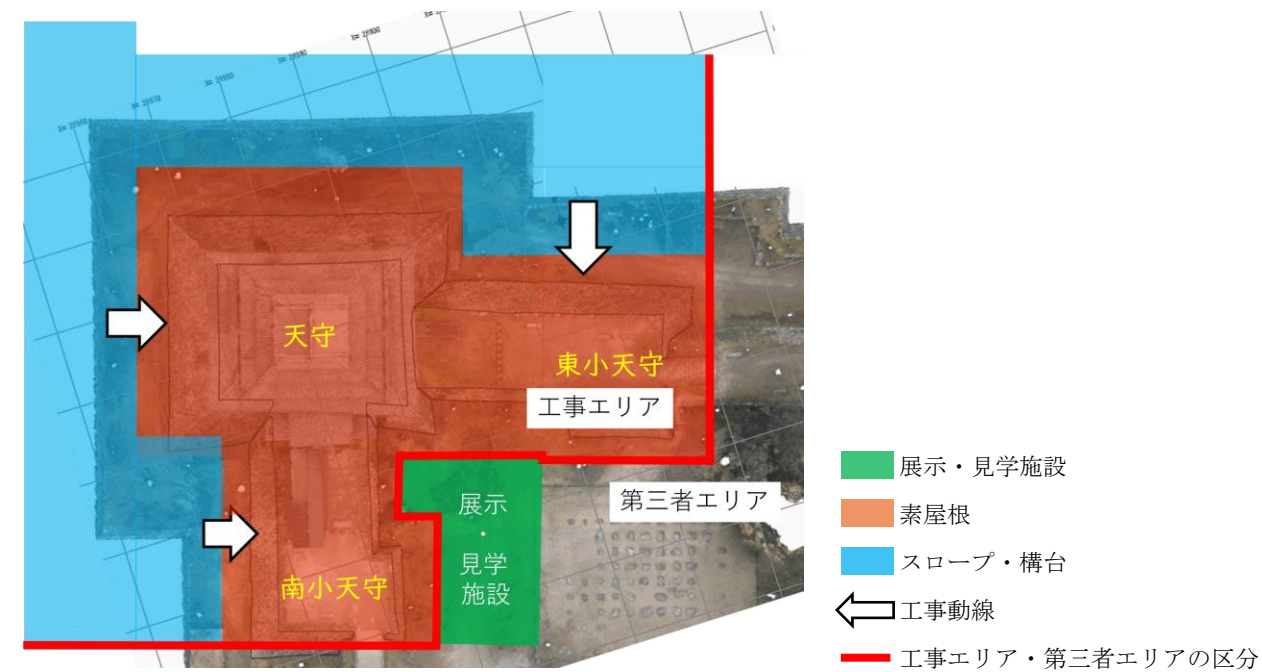 天守
東小天守
工事エリア
第三者エリア
展示
・
見学
施設
南小天守
展示・見学施設
素屋根
スロープ・構台
工事動線
工事エリア・第三者エリアの区分